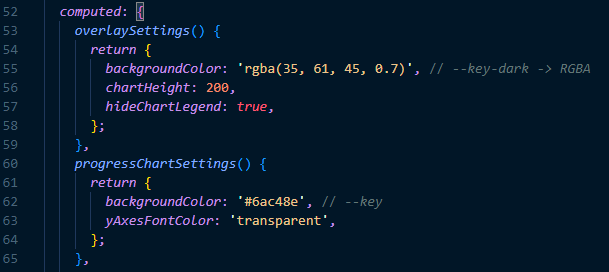 52 computed: {
53 overlaySettings() {
54 return {
55 backgroundColor: 'rgba(35, 61, 45, 0.7)', // --key-dark -> RGBA
56 chartHeight: 200,
57 hideChartLegend: true,
58 };
59 },
60 progressChartSettings() {
61 return {
62 backgroundColor: '#6ac48e', // --key
63 yAxesFontColor: 'transparent',
64 };
65 },